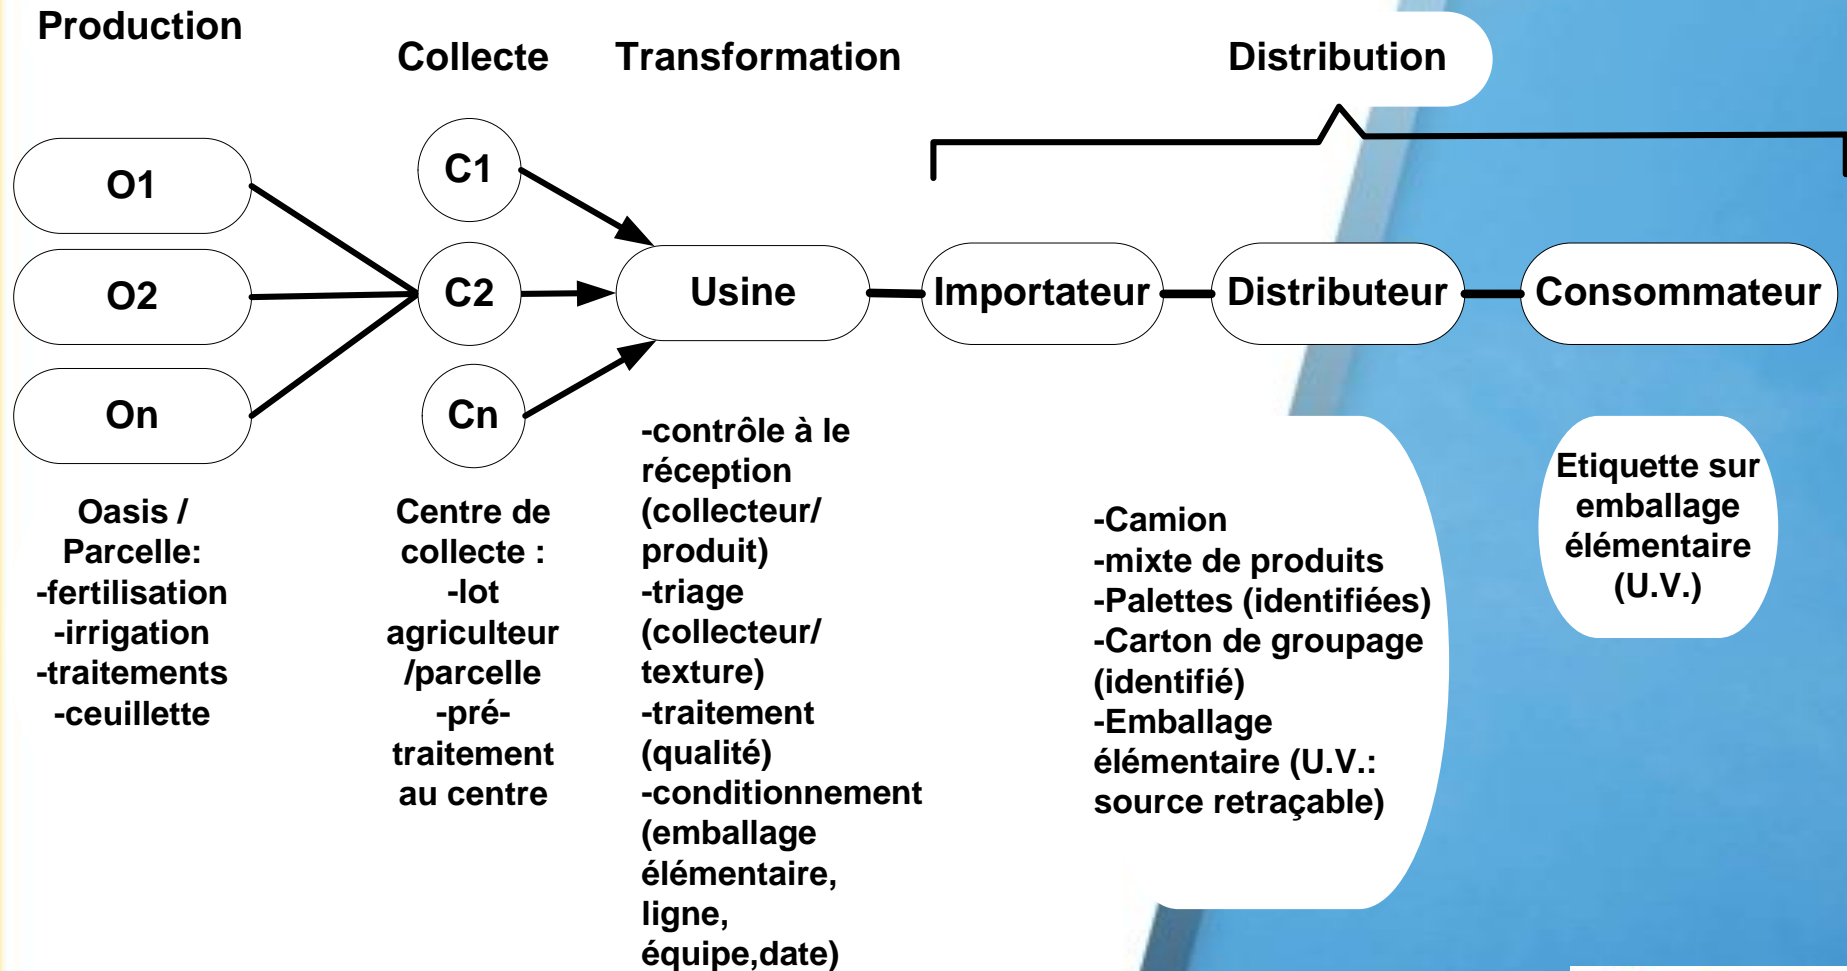 Production
Collecte
Transformation
Distribution
O1
O2
On
C1
C2
Cn
Usine
Importateur
Distributeur
Consommateur
Oasis /
Parcelle:
-fertilisation
-irrigation
-traitements
-ceuillette
Centre de
collecte :
-lot
agriculteur
/parcelle
-pré-
traitement
au centre
-contrôle à le
réception
(collecteur/
produit)
-triage
(collecteur/
texture)
-traitement
(qualité)
-conditionnement
(emballage
élémentaire,
ligne,
équipe,date)
-Camion
-mixte de produits
-Palettes (identifiées)
-Carton de groupage
(identifié)
-Emballage
élémentaire (U.V.:
source retraçable)
Etiquette sur
emballage
élémentaire
(U.V.)